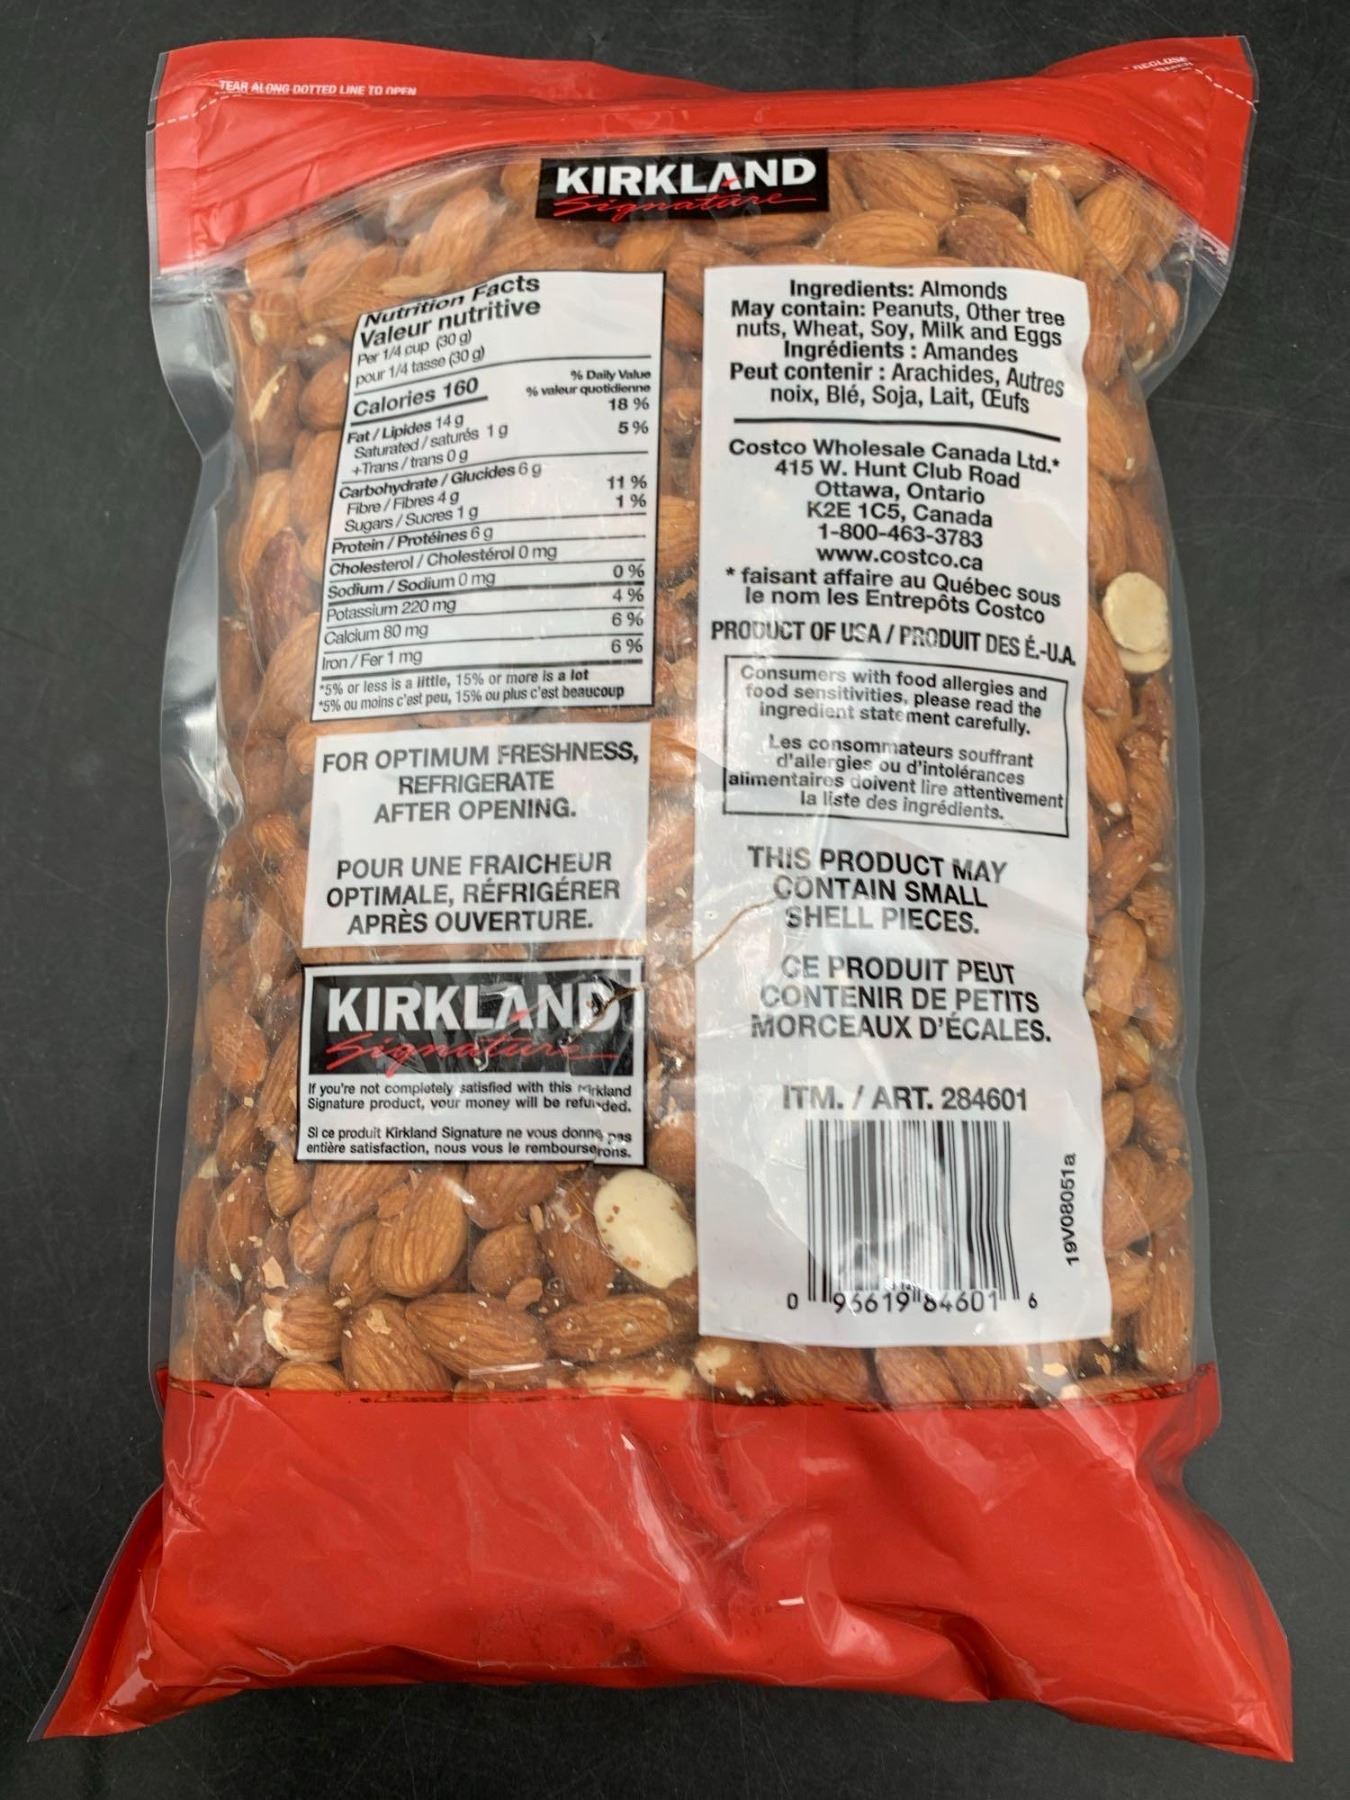 TEAR ALONG DOTTED LINE TO OPEN
KIRKLAND
Signature
Nutrition Facts
Valeur nutritive
Per 1/4 cup (30 g)
pour 1/4 tasse (30 g)
Calories 160
% Daily Value
% valeur quotidienne
Fat / Lipides 14 g 18 %
Saturated / saturés 1 g
+Trans / trans 0 g 5 %
Carbohydrate / Glucides 6 g
Fibre / Fibres 4 g 11 %
Sugars / Sucres 1 g 1 %
Protein / Protéines 6 g
Cholesterol / Cholestérol 0 mg
Sodium / Sodium 0 mg 0 %
Potassium 220 mg 4 %
Calcium 80 mg 6 %
Iron / Fer 1 mg 6 %
*5% or less is a little, 15% or more is a lot
*5% ou moins c'est peu, 15% ou plus c'est beaucoup
FOR OPTIMUM FRESHNESS,
REFRIGERATE
AFTER OPENING.
POUR UNE FRAICHEUR
OPTIMALE, RÉFRIGÉRER
APRÈS OUVERTURE.
KIRKLAND
Signature
If you're not completely satisfied with this Kirkland
Signature product, your money will be refunded.
Si ce produit Kirkland Signature ne vous donne pas
entière satisfaction, nous vous le rembourserons.
Ingredients: Almonds
May contain: Peanuts, Other tree
nuts, Wheat, Soy, Milk and Eggs
Ingrédients : Amandes
Peut contenir : Arachides, Autres
noix, Blé, Soja, Lait, Œufs
Costco Wholesale Canada Ltd.*
415 W. Hunt Club Road
Ottawa, Ontario
K2E 1C5, Canada
1-800-463-3783
www.costco.ca
* faisant affaire au Québec sous
le nom les Entrepôts Costco
PRODUCT OF USA / PRODUIT DES É.-U.A.
Consumers with food allergies and
food sensitivities, please read the
ingredient statement carefully.
Les consommateurs souffrant
d'allergies ou d'intolérances
alimentaires doivent lire attentivement
la liste des ingrédients.
THIS PRODUCT MAY
CONTAIN SMALL
SHELL PIECES.
CE PRODUIT PEUT
CONTENIR DE PETITS
MORCEAUX D'ÉCALES.
ITM. / ART. 284601
19V08051a
0 96619 84601 6